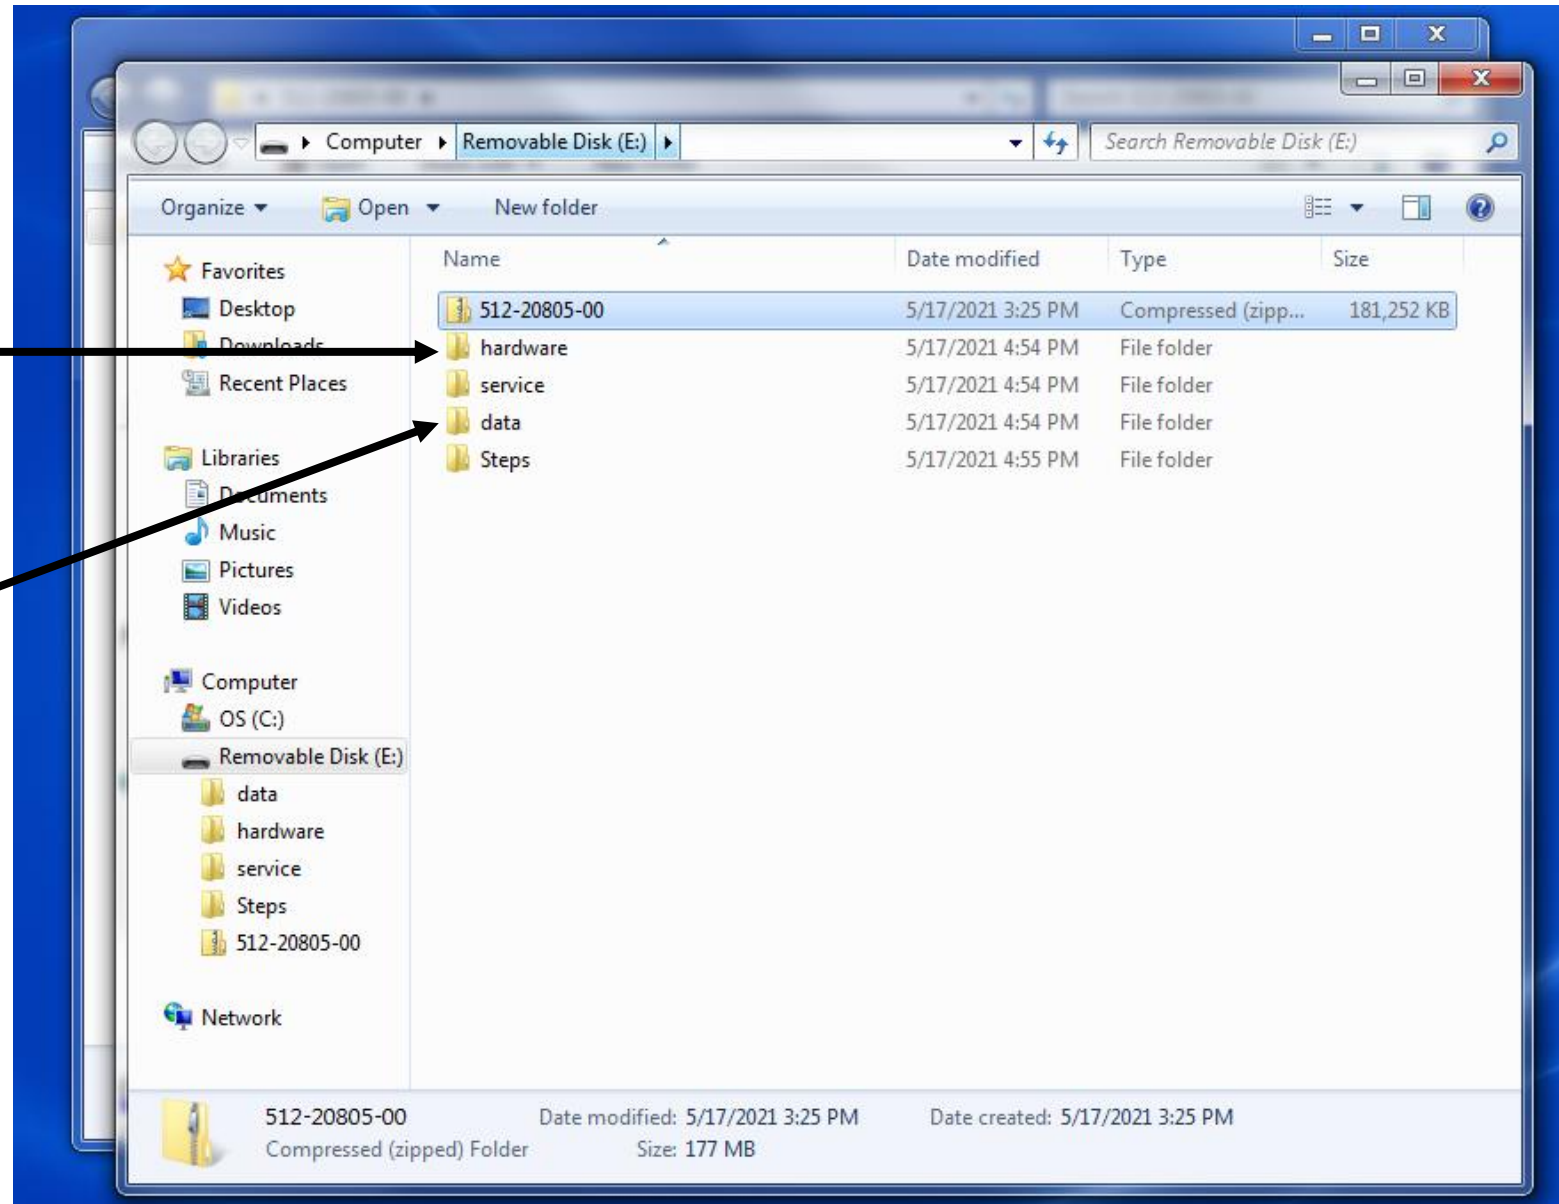 Computer Removable Disk (E:) Search Removable Disk (E:)
Organize Open New folder
Name Date modified Type Size
Favorites
Desktop
Downloads
Recent Places
Libraries
Documents
Music
Pictures
Videos
Computer
OS (C:)
Removable Disk (E:)
data
hardware
service
Steps
512-20805-00
Network
512-20805-00 5/17/2021 3:25 PM Compressed (zipp... 181,252 KB
hardware 5/17/2021 4:54 PM File folder
service 5/17/2021 4:54 PM File folder
data 5/17/2021 4:54 PM File folder
Steps 5/17/2021 4:55 PM File folder
512-20805-00 Date modified: 5/17/2021 3:25 PM Date created: 5/17/2021 3:25 PM
Compressed (zipped) Folder Size: 177 MB